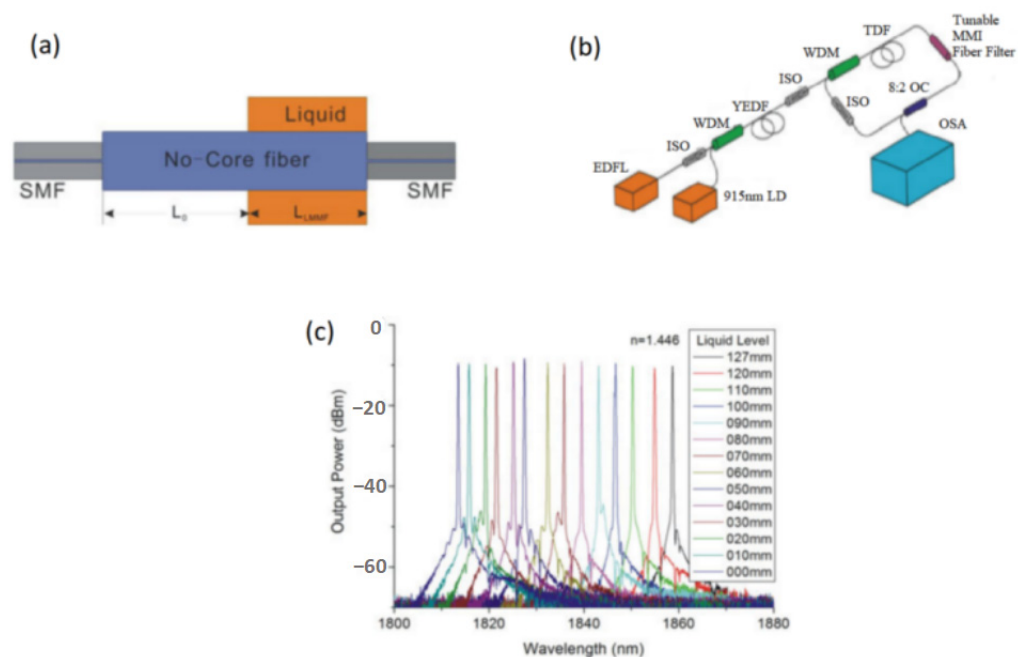 (a)
Liquid
No-Core fiber
SMF
SMF
L₀
L_LMMF
(b)
Tunable
MMI
Fiber Filter
TDF
WDM
ISO
8:2 OC
YEDF
ISO
OSA
WDM
ISO
EDFL
915nm LD
(c)
n=1.446
Liquid Level
127mm
120mm
110mm
100mm
090mm
080mm
070mm
060mm
050mm
040mm
030mm
020mm
010mm
000mm
Output Power (dBm)
0
−20
−40
−60
1800
1820
1840
1860
1880
Wavelength (nm)